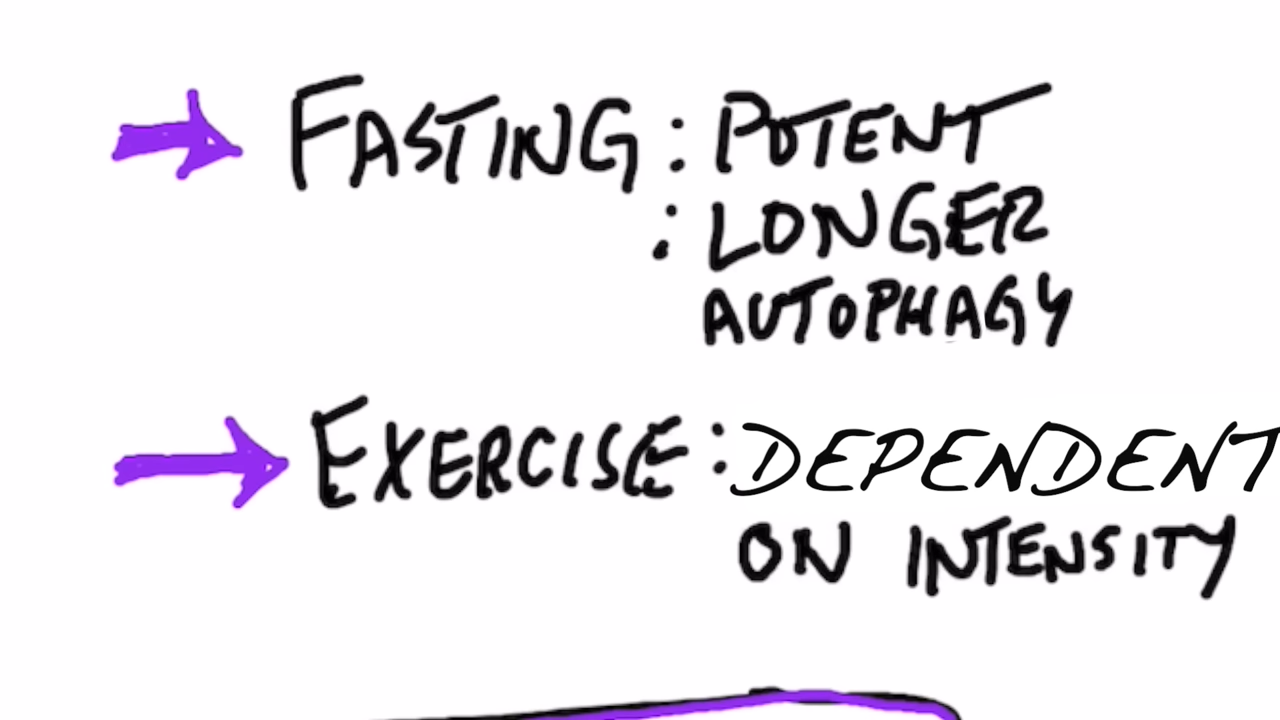 FASTING : POTENT
: LONGER
AUTOPHAGY
EXERCISE : DEPENDENT
ON INTENSITY